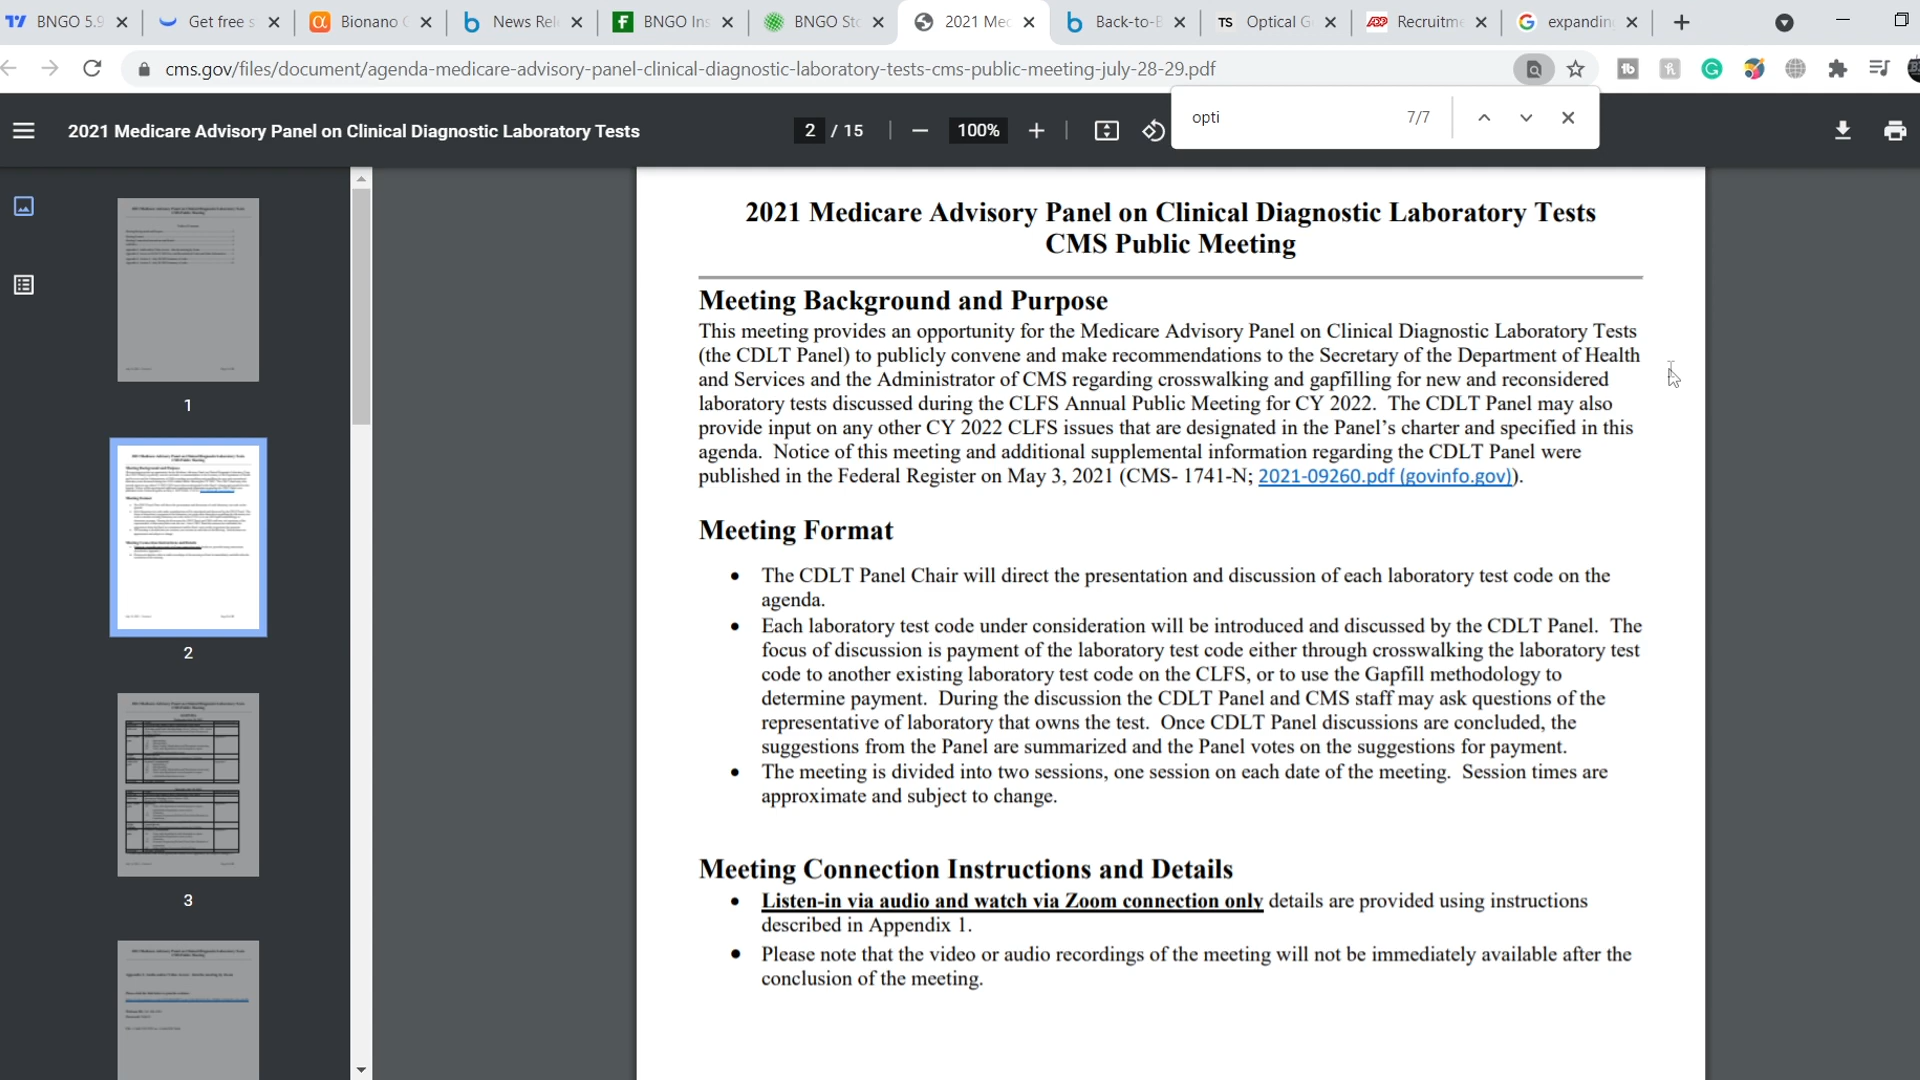 BNGO 5.9
Get free s
Bionano G
News Rel
BNGO Ins
BNGO Sto
2021 Med
Back-to-B
TS Optical G
ADP Recruitme
expanding
cms.gov/files/document/agenda-medicare-advisory-panel-clinical-diagnostic-laboratory-tests-cms-public-meeting-july-28-29.pdf
2021 Medicare Advisory Panel on Clinical Diagnostic Laboratory Tests
2 / 15
100%
opti
7/7
1
2
3
2021 Medicare Advisory Panel on Clinical Diagnostic Laboratory Tests
CMS Public Meeting
Meeting Background and Purpose
This meeting provides an opportunity for the Medicare Advisory Panel on Clinical Diagnostic Laboratory Tests
(the CDLT Panel) to publicly convene and make recommendations to the Secretary of the Department of Health
and Services and the Administrator of CMS regarding crosswalking and gapfilling for new and reconsidered
laboratory tests discussed during the CLFS Annual Public Meeting for CY 2022. The CDLT Panel may also
provide input on any other CY 2022 CLFS issues that are designated in the Panel's charter and specified in this
agenda. Notice of this meeting and additional supplemental information regarding the CDLT Panel were
published in the Federal Register on May 3, 2021 (CMS- 1741-N; 2021-09260.pdf (govinfo.gov)).
Meeting Format
• The CDLT Panel Chair will direct the presentation and discussion of each laboratory test code on the
agenda.
• Each laboratory test code under consideration will be introduced and discussed by the CDLT Panel. The
focus of discussion is payment of the laboratory test code either through crosswalking the laboratory test
code to another existing laboratory test code on the CLFS, or to use the Gapfill methodology to
determine payment. During the discussion the CDLT Panel and CMS staff may ask questions of the
representative of laboratory that owns the test. Once CDLT Panel discussions are concluded, the
suggestions from the Panel are summarized and the Panel votes on the suggestions for payment.
• The meeting is divided into two sessions, one session on each date of the meeting. Session times are
approximate and subject to change.
Meeting Connection Instructions and Details
• Listen-in via audio and watch via Zoom connection only details are provided using instructions
described in Appendix 1.
• Please note that the video or audio recordings of the meeting will not be immediately available after the
conclusion of the meeting.